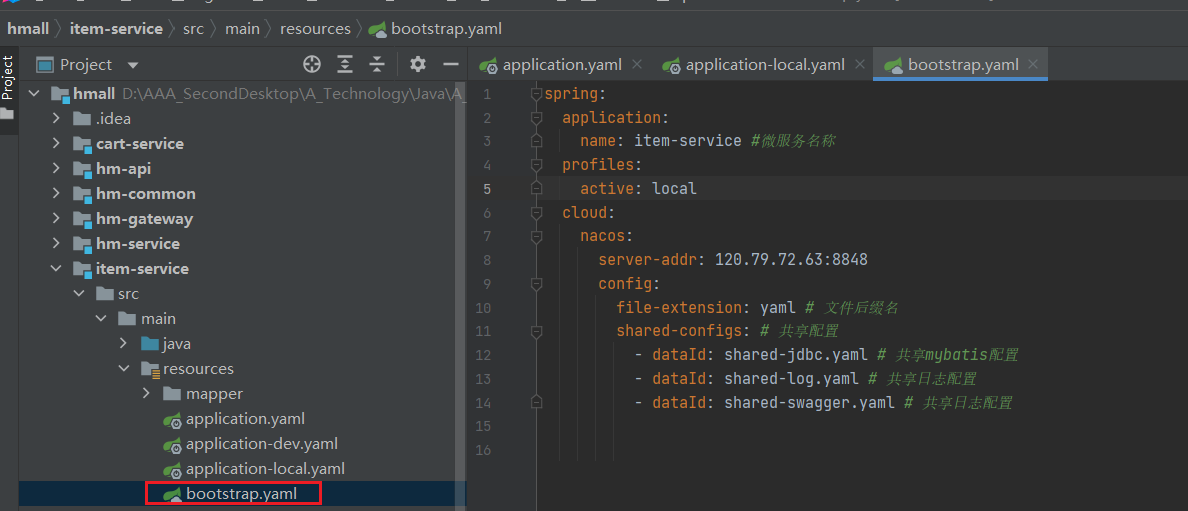 hmall item-service src main resources bootstrap.yaml
Project
Project
application.yaml
application-local.yaml
bootstrap.yaml
hmall D:\AAA_SecondDesktop\A_Technology\Java\A_
.idea
cart-service
hm-api
hm-common
hm-gateway
hm-service
item-service
src
main
java
resources
mapper
application.yaml
application-dev.yaml
application-local.yaml
bootstrap.yaml
1 spring:
2 application:
3 name: item-service #微服务名称
4 profiles:
5 active: local
6 cloud:
7 nacos:
8 server-addr: 120.79.72.63:8848
9 config:
10 file-extension: yaml # 文件后缀名
11 shared-configs: # 共享配置
12 - dataId: shared-jdbc.yaml # 共享mybatis配置
13 - dataId: shared-log.yaml # 共享日志配置
14 - dataId: shared-swagger.yaml # 共享日志配置
15
16